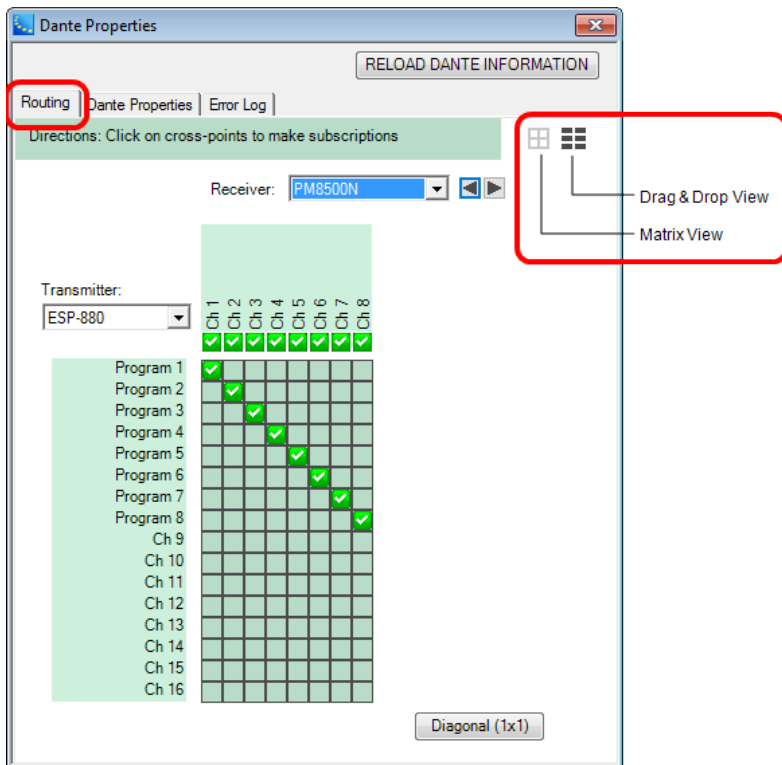 Dante Properties
RELOAD DANTE INFORMATION
Routing Dante Properties Error Log
Directions: Click on cross-points to make subscriptions
Receiver: PM8500N
Drag & Drop View
Matrix View
Transmitter:
ESP-880
Ch 1 Ch 2 Ch 3 Ch 4 Ch 5 Ch 6 Ch 7 Ch 8
Program 1
Program 2
Program 3
Program 4
Program 5
Program 6
Program 7
Program 8
Ch 9
Ch 10
Ch 11
Ch 12
Ch 13
Ch 14
Ch 15
Ch 16
Diagonal (1x1)